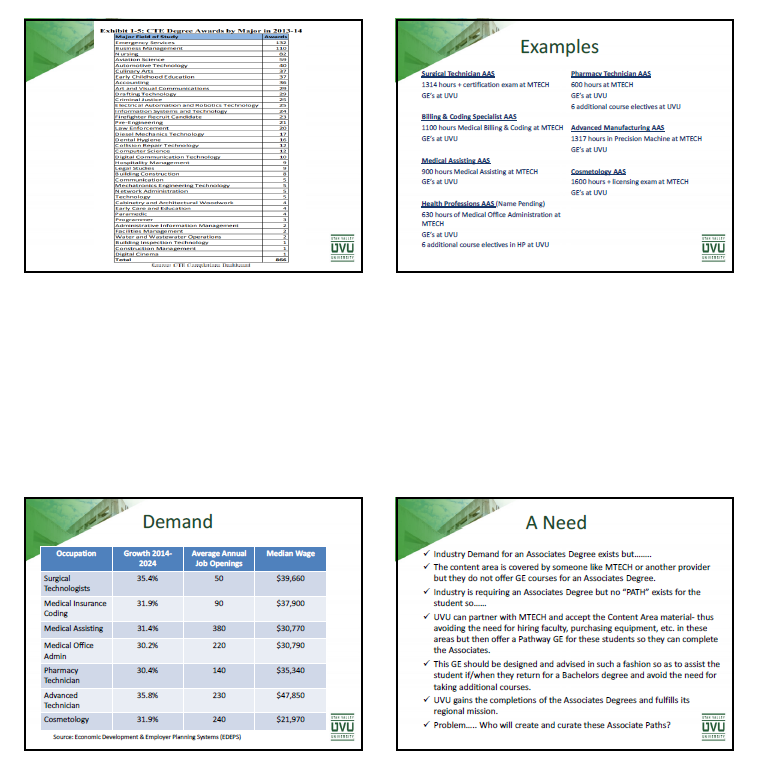 Exhibit 1-5: CTE Degree Awards by Major in 2013-14
Major Field of Study Awards
Emergency Services 132
Business Management 110
Nursing 82
Aviation Science 59
Automotive Technology 40
Culinary Arts 37
Early Childhood Education 37
Accounting 36
Art and Visual Communications 29
Drafting Technology 29
Criminal Justice 25
Electrical Automation and Robotics Technology 25
Information Systems and Technology 24
Firefighter Recruit Candidate 23
Pre-Engineering 21
Law Enforcement 20
Diesel Mechanics Technology 17
Dental Hygiene 16
Collision Repair Technology 12
Computer Science 12
Digital Communication Technology 10
Hospitality Management 9
Legal Studies 9
Building Construction 8
Communication 5
Mechatronics Engineering Technology 5
Network Administration 5
Technology 5
Cabinetry and Architectural Woodwork 4
Early Care and Education 4
Paramedic 4
Programmer 3
Administrative Information Management 2
Facilities Management 2
Water and Wastewater Operations 2
Building Inspection Technology 1
Construction Management 1
Digital Cinema 1
Total 866
Source: CTE Completions Dashboard
UTAH VALLEY
UVU
UNIVERSITY
Examples
Surgical Technician AAS
1314 hours + certification exam at MTECH
GE's at UVU
Billing & Coding Specialist AAS
1100 hours Medical Billing & Coding at MTECH
GE's at UVU
Medical Assisting AAS
900 hours Medical Assisting at MTECH
GE's at UVU
Health Professions AAS (Name Pending)
630 hours of Medical Office Administration at
MTECH
GE's at UVU
6 additional course electives in HP at UVU
Pharmacy Technician AAS
600 hours at MTECH
GE's at UVU
6 additional course electives at UVU
Advanced Manufacturing AAS
1317 hours in Precision Machine at MTECH
GE's at UVU
Cosmetology AAS
1600 hours + licensing exam at MTECH
GE's at UVU
UTAH VALLEY
UVU
UNIVERSITY
Demand
Occupation Growth 2014-2024 Average Annual Job Openings Median Wage
Surgical Technologists 35.4% 50 $39,660
Medical Insurance Coding 31.9% 90 $37,900
Medical Assisting 31.4% 380 $30,770
Medical Office Admin 30.2% 220 $30,790
Pharmacy Technician 30.4% 140 $35,340
Advanced Technician 35.8% 230 $47,850
Cosmetology 31.9% 240 $21,970
Source: Economic Development & Employer Planning Systems (EDEPS)
UTAH VALLEY
UVU
UNIVERSITY
A Need
✓ Industry Demand for an Associates Degree exists but........
✓ The content area is covered by someone like MTECH or another provider
but they do not offer GE courses for an Associates Degree.
✓ Industry is requiring an Associates Degree but no "PATH" exists for the
student so......
✓ UVU can partner with MTECH and accept the Content Area material- thus
avoiding the need for hiring faculty, purchasing equipment, etc. in these
areas but then offer a Pathway GE for these students so they can complete
the Associates.
✓ This GE should be designed and advised in such a fashion so as to assist the
student if/when they return for a Bachelors degree and avoid the need for
taking additional courses.
✓ UVU gains the completions of the Associates Degrees and fulfills its
regional mission.
✓ Problem..... Who will create and curate these Associate Paths?
UTAH VALLEY
UVU
UNIVERSITY